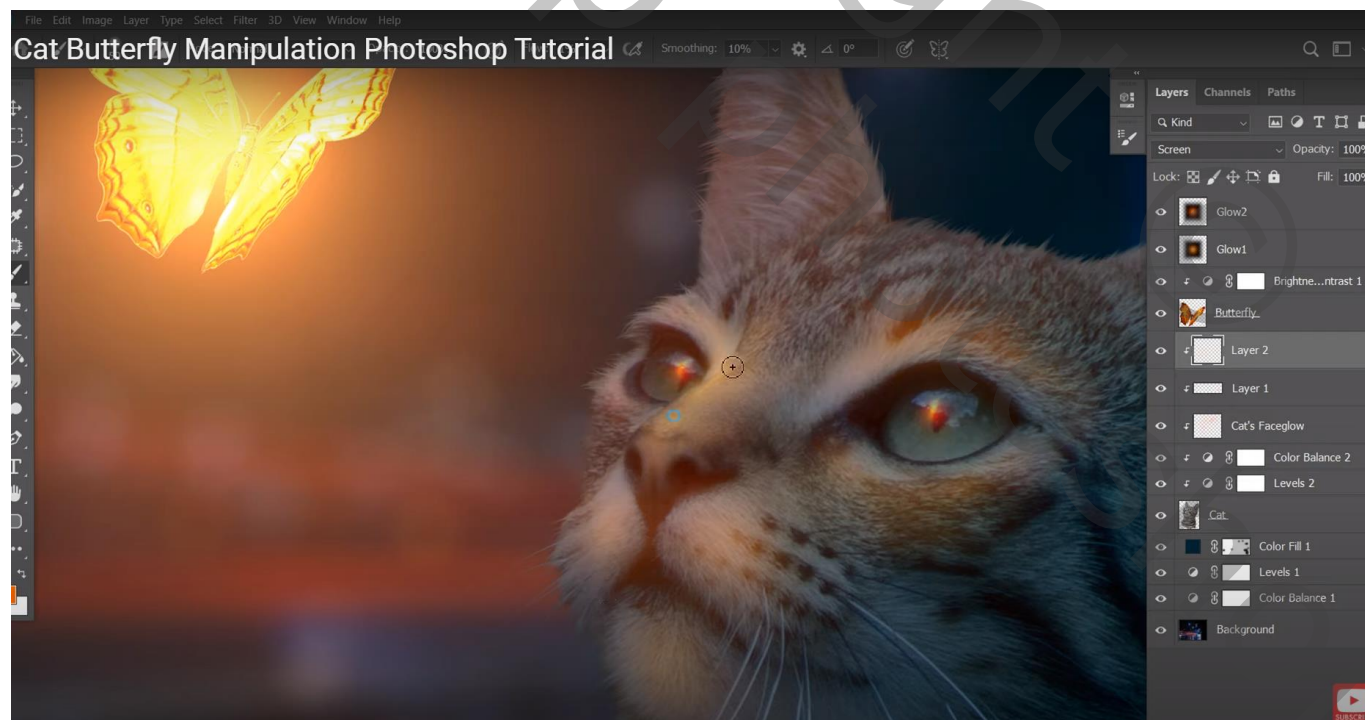 File Edit Image Layer Type Select Filter 3D View Window Help
Cat Butterfly Manipulation Photoshop Tutorial
Smoothing: 10%
0°
Layers Channels Paths
Kind
Screen Opacity: 100%
Lock: Fill: 100%
Glow2
Glow1
Brightne...ntrast 1
Butterfly
Layer 2
Layer 1
Cat's Faceglow
Color Balance 2
Levels 2
Cat
Color Fill 1
Levels 1
Color Balance 1
Background